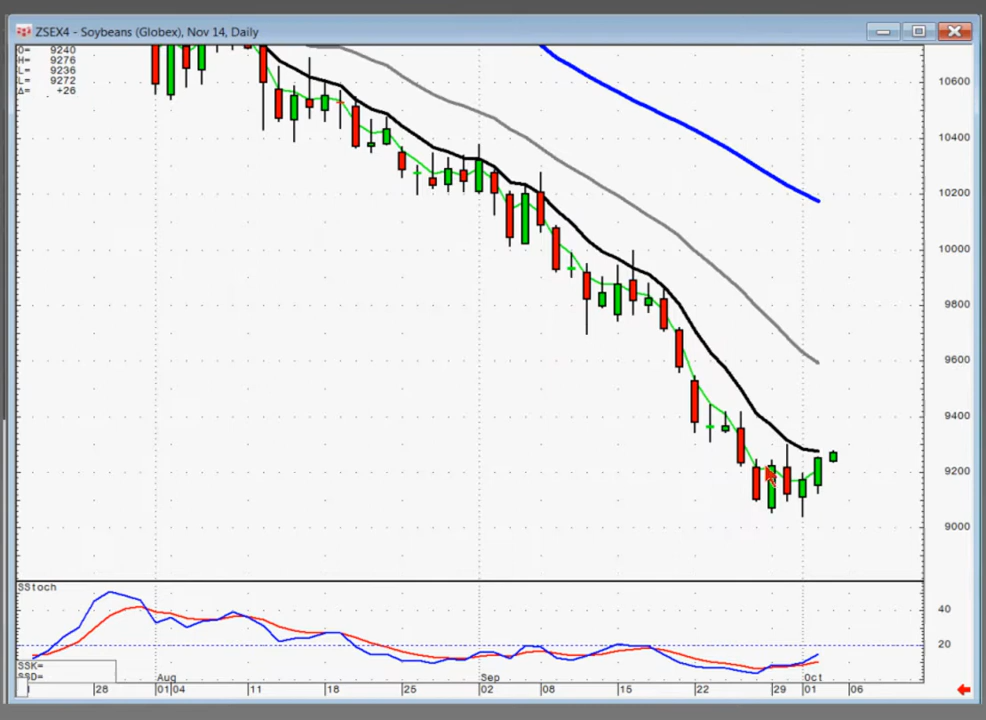 ZSEX4 - Soybeans (Globex), Nov 14, Daily
O= 9240
H= 9276
L= 9236
L= 9272
Δ= +26
10600
10400
10200
10000
9800
9600
9400
9200
9000
SStoch
40
20
SSK=
SSD=
Aug Sep Oct
28 01 04 11 18 25 02 08 15 22 29 01 06